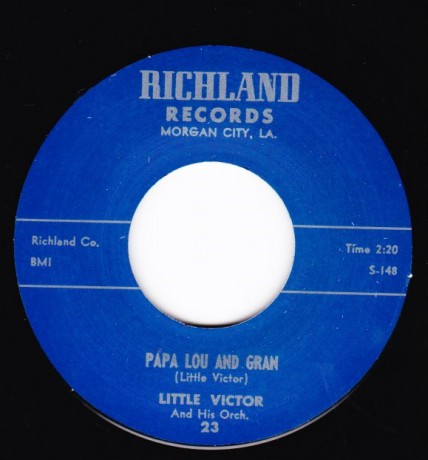 RICHLAND
RECORDS
MORGAN CITY, LA.
Richland Co.
BMI
Time 2:20
S-148
PAPA LOU AND GRAN
(Little Victor)
LITTLE VICTOR
And His Orch.
23